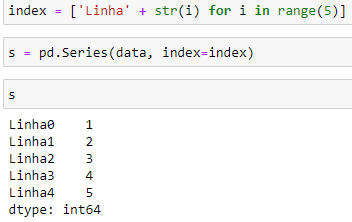 index = ['Linha' + str(i) for i in range(5)]
s = pd.Series(data, index=index)
s
Linha0    1
Linha1    2
Linha2    3
Linha3    4
Linha4    5
dtype: int64